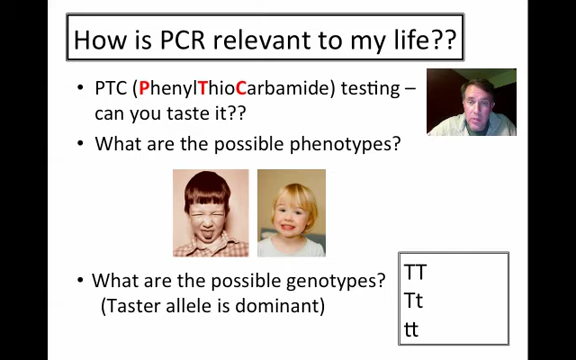 How is PCR relevant to my life??
• PTC (PhenylThioCarbamide) testing –
can you taste it??
• What are the possible phenotypes?
• What are the possible genotypes?
(Taster allele is dominant)
TT
Tt
tt